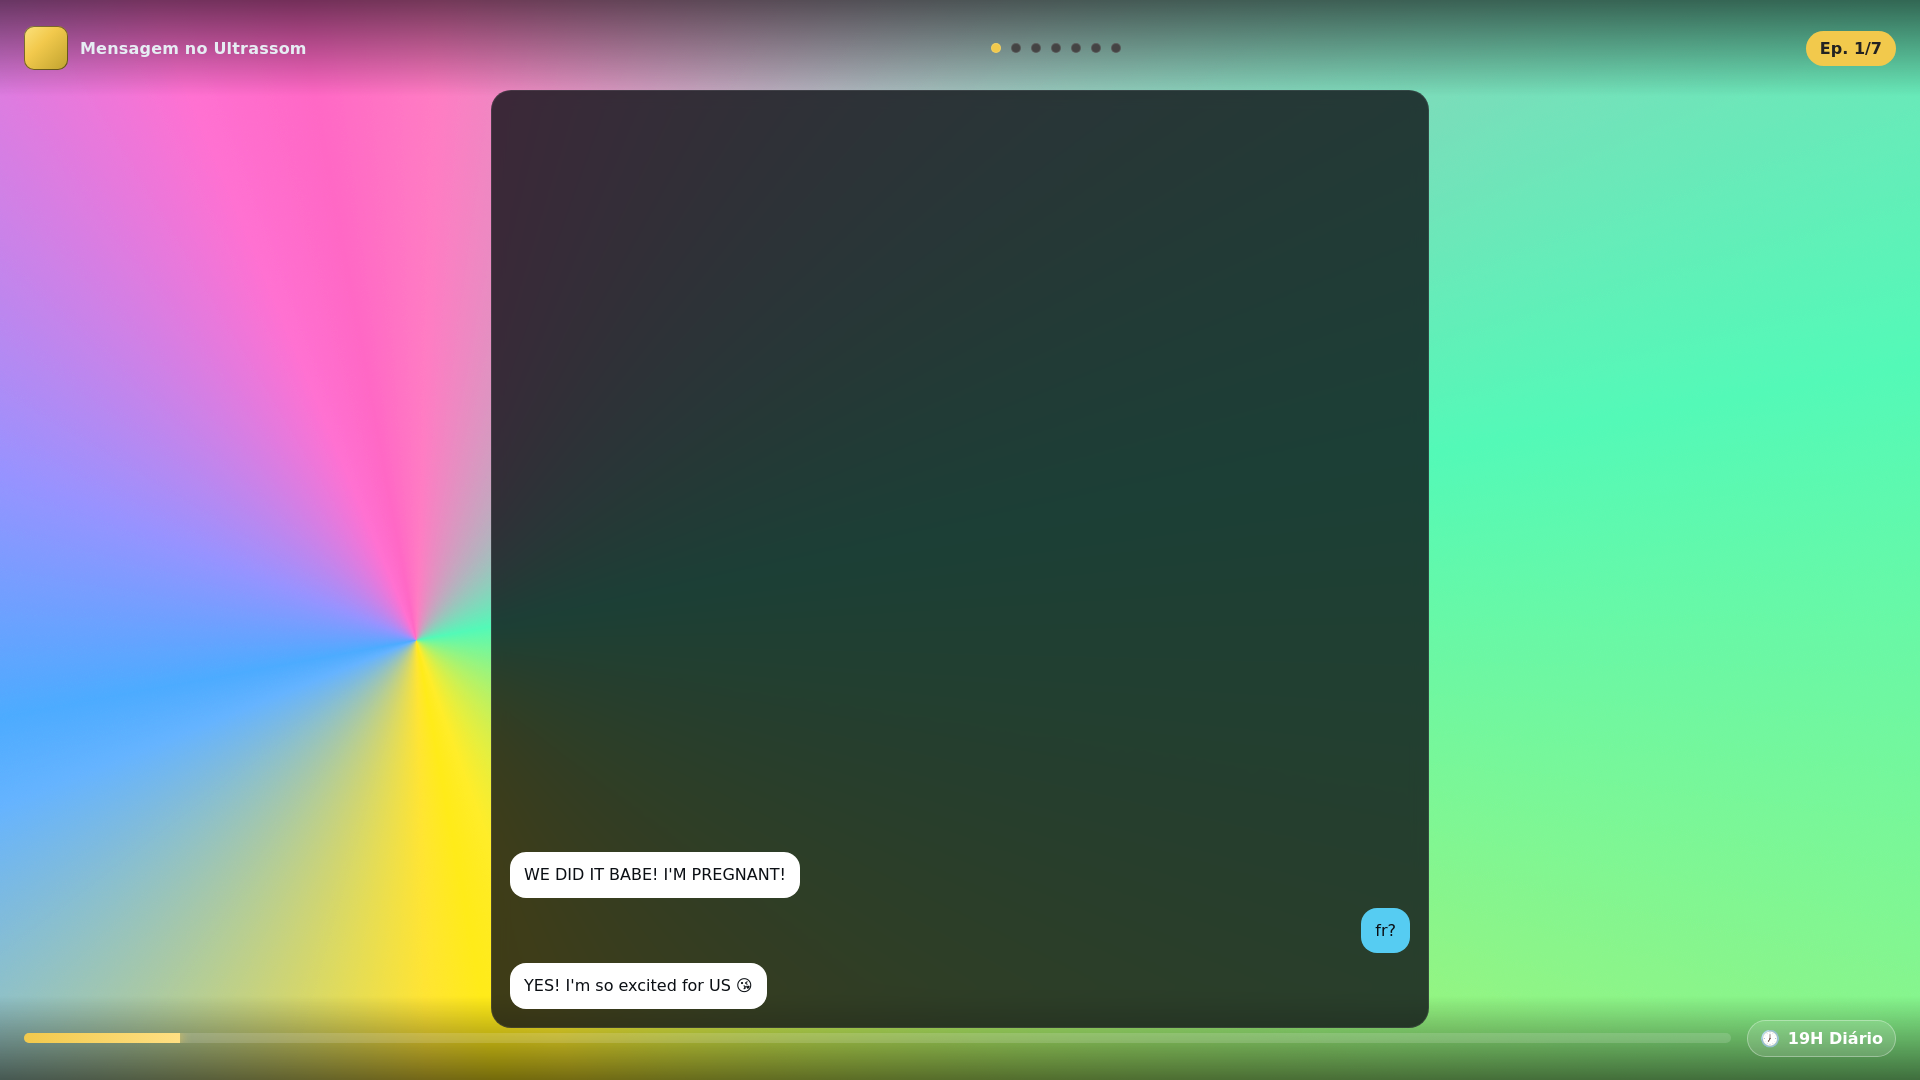 Mensagem no Ultrassom
Ep. 1/7
WE DID IT BABE! I'M PREGNANT!
fr?
YES! I'm so excited for US 😘
🕖 19H Diário